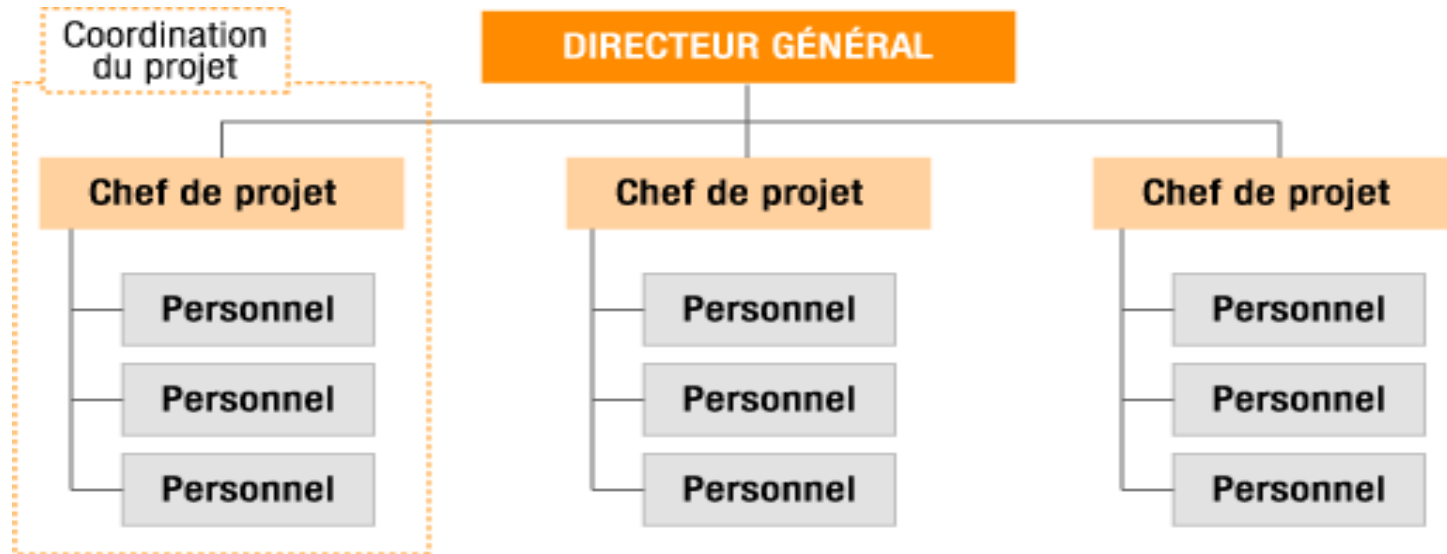 Coordination
du projet
DIRECTEUR GÉNÉRAL
Chef de projet
Chef de projet
Chef de projet
Personnel
Personnel
Personnel
Personnel
Personnel
Personnel
Personnel
Personnel
Personnel